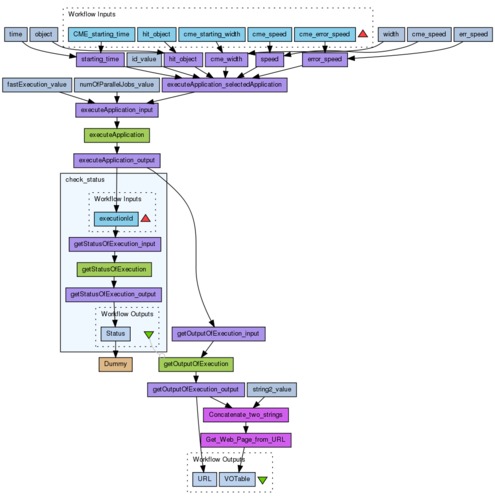 Workflow Inputs
time
object
CME_starting_time
hit_object
cme_starting_width
cme_speed
cme_error_speed
width
cme_speed
err_speed
starting_time
id_value
hit_object
cme_width
speed
error_speed
fastExecution_value
numOfParallelJobs_value
executeApplication_selectedApplication
executeApplication_input
executeApplication
executeApplication_output
check_status
Workflow Inputs
executionId
getStatusOfExecution_input
getStatusOfExecution
getStatusOfExecution_output
Workflow Outputs
Status
getOutputOfExecution_input
Dummy
getOutputOfExecution
getOutputOfExecution_output
string2_value
Concatenate_two_strings
Get_Web_Page_from_URL
Workflow Outputs
URL
VOTable